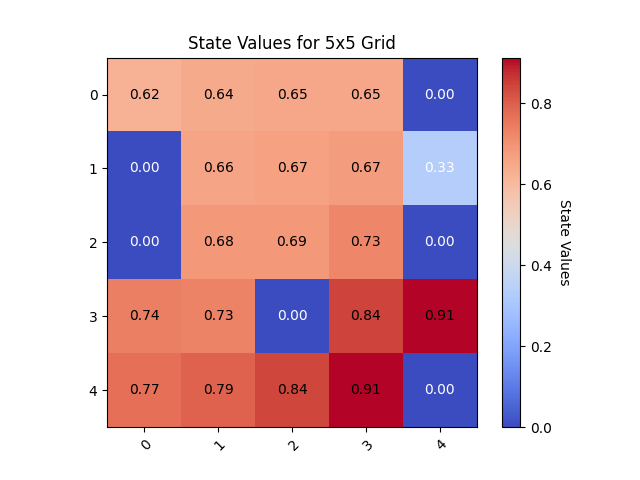 State Values for 5x5 Grid
0 0.62 0.64 0.65 0.65 0.00
1 0.00 0.66 0.67 0.67 0.33
2 0.00 0.68 0.69 0.73 0.00
3 0.74 0.73 0.00 0.84 0.91
4 0.77 0.79 0.84 0.91 0.00
0 1 2 3 4
0.8
0.6
0.4
0.2
0.0
State Values